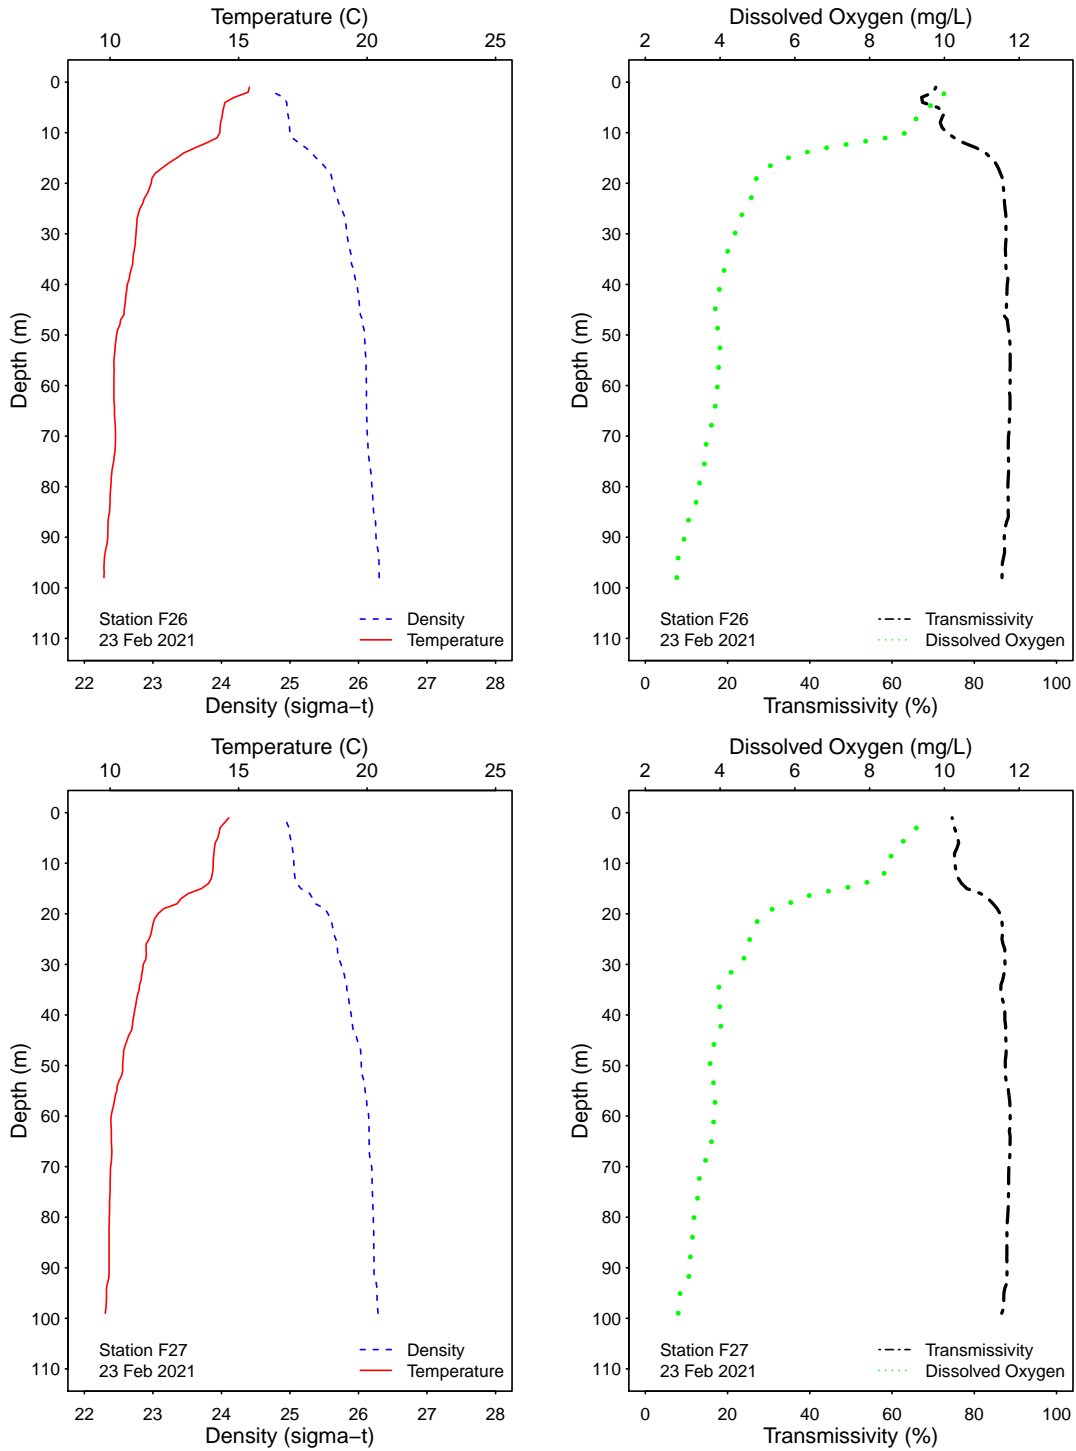 Temperature (C)
10 15 20 25
Depth (m)
0
10
20
30
40
50
60
70
80
90
100
110
Station F26
23 Feb 2021
Density
Temperature
22 23 24 25 26 27 28
Density (sigma−t)
Dissolved Oxygen (mg/L)
2 4 6 8 10 12
Depth (m)
0
10
20
30
40
50
60
70
80
90
100
110
Station F26
23 Feb 2021
Transmissivity
Dissolved Oxygen
0 20 40 60 80 100
Transmissivity (%)
Temperature (C)
10 15 20 25
Depth (m)
0
10
20
30
40
50
60
70
80
90
100
110
Station F27
23 Feb 2021
Density
Temperature
22 23 24 25 26 27 28
Density (sigma−t)
Dissolved Oxygen (mg/L)
2 4 6 8 10 12
Depth (m)
0
10
20
30
40
50
60
70
80
90
100
110
Station F27
23 Feb 2021
Transmissivity
Dissolved Oxygen
0 20 40 60 80 100
Transmissivity (%)